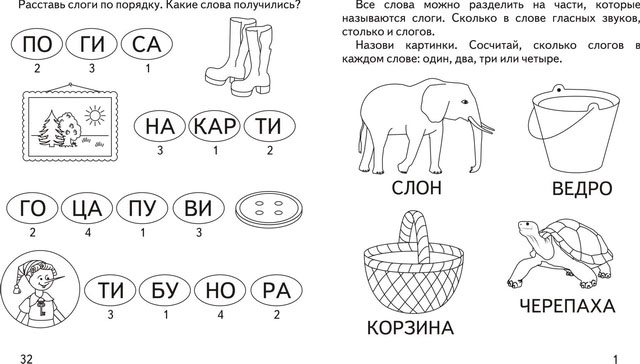 Расставь слоги по порядку. Какие слова получились?
ПО ГИ СА
2 3 1
НА КАР ТИ
3 1 2
ГО ЦА ПУ ВИ
2 4 1 3
ТИ БУ НО РА
3 1 4 2
32
Все слова можно разделить на части, которые
называются слоги. Сколько в слове гласных звуков,
столько и слогов.
Назови картинки. Сосчитай, сколько слогов в
каждом слове: один, два, три или четыре.
СЛОН ВЕДРО
КОРЗИНА ЧЕРЕПАХА
1